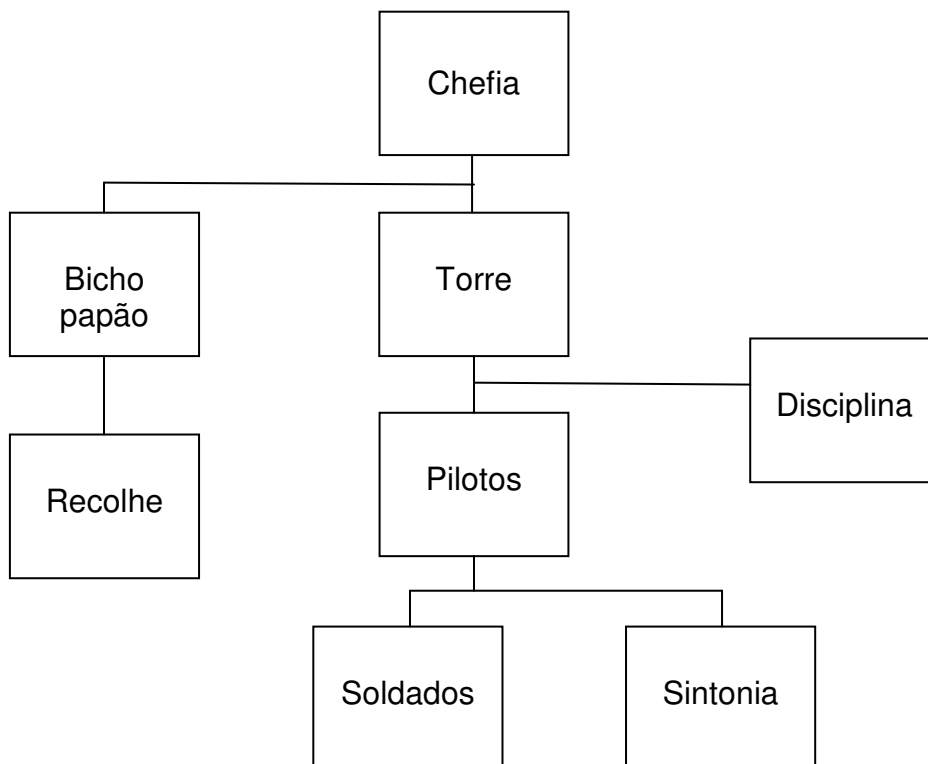 Chefia
Bicho
papão
Torre
Disciplina
Recolhe
Pilotos
Soldados
Sintonia